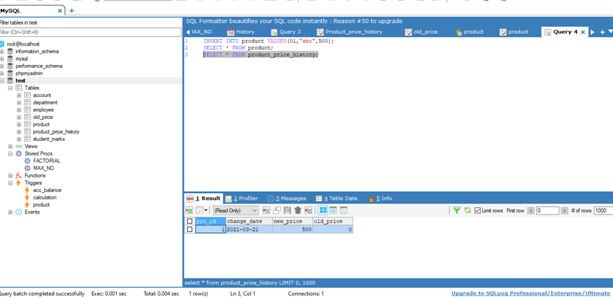 MySQL
Filter tables in test
Filter (Ctrl+Shift+B)
root@localhost
information_schema
mysql
performance_schema
phpmyadmin
test
Tables
account
department
employee
old_price
product
product_price_history
student_marks
Views
Stored Procs
FACTORIAL
MAX_NO
Functions
Triggers
acc_balance
calculation
product
Events
SQL Formatter beautifies your SQL code instantly : Reason #30 to upgrade
History
Query 3
Product_price_history
old_price
product
product
Query 4
1 INSERT INTO product VALUES(01,"abc",500);
2 SELECT * FROM product;
3 SELECT * FROM product_price_history;
1 Result
2 Profiler
3 Messages
4 Table Data
5 Info
(Read Only)
Limit rows
First row
0
# of rows
1000
pro_id change_date new_price old_price
1 2021-03-21 500 0
select * from product_price_history LIMIT 0, 1000
Query batch completed successfully
Exec: 0.001 sec
Total: 0.004 sec
1 row(s)
Ln 3, Col 1
Connections: 1
Upgrade to SQLyog Professional/Enterprise/Ultimate